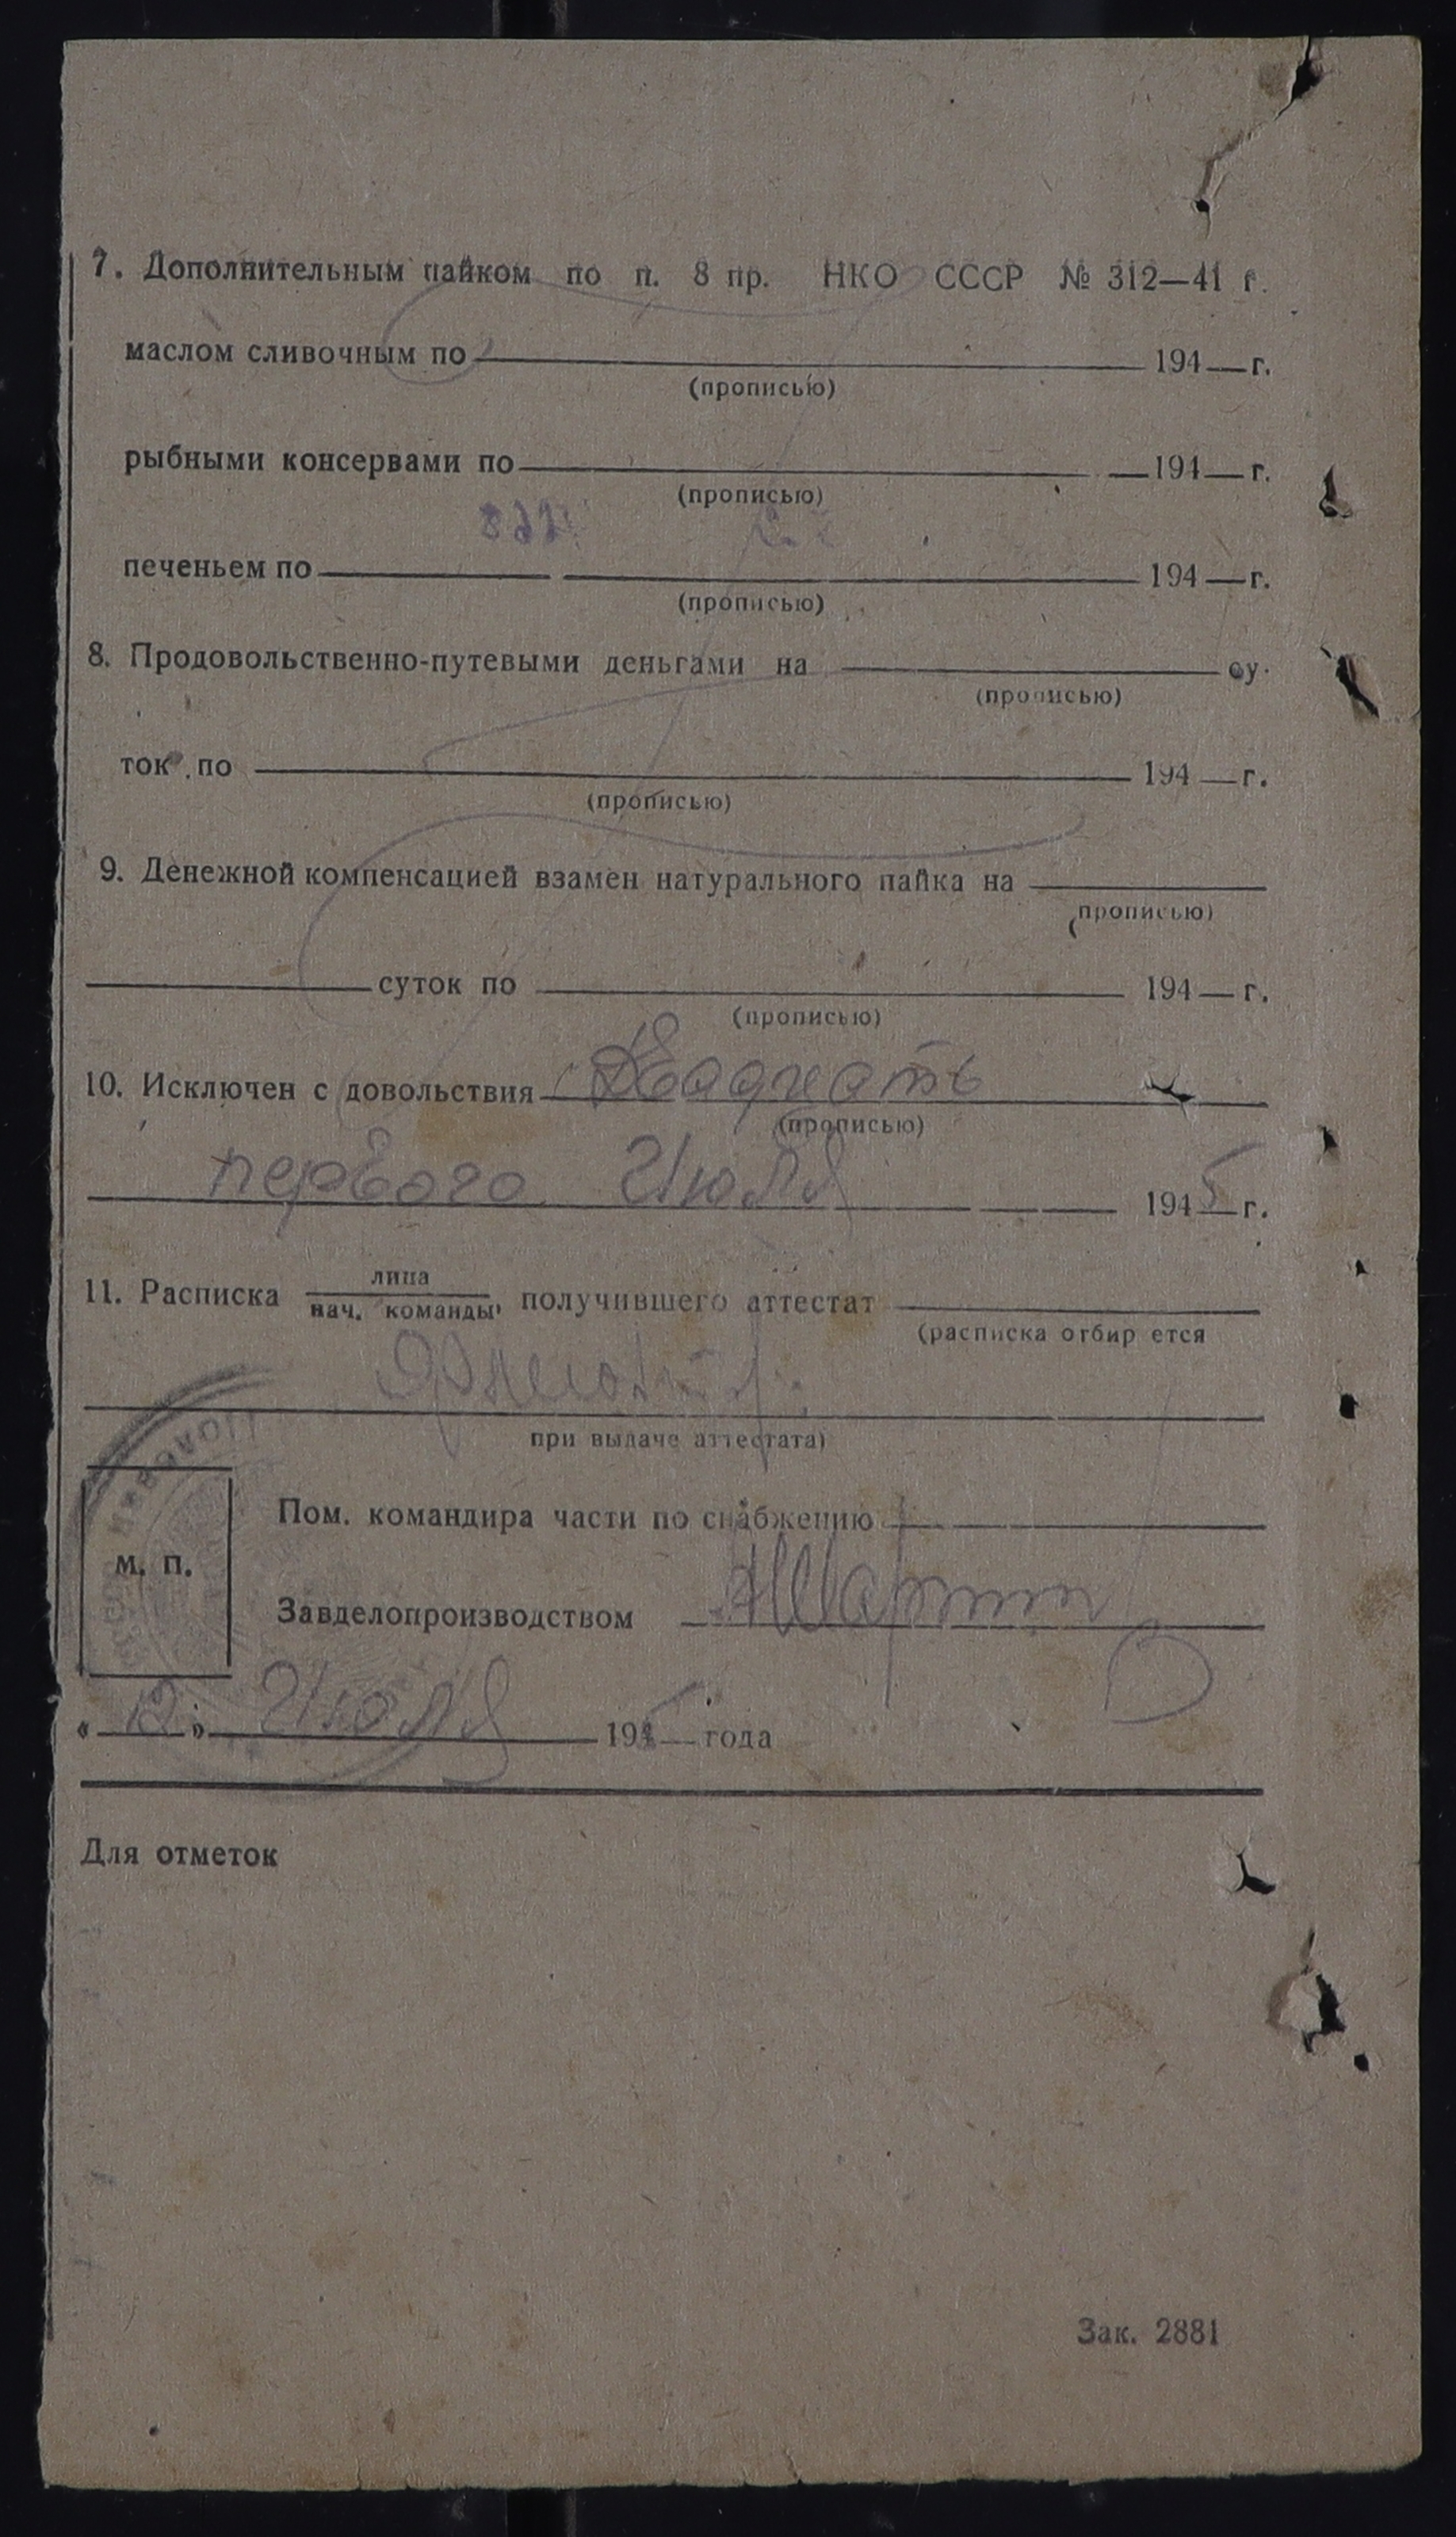 7. Дополнительным пайком по п. 8 пр. НКО СССР № 312—41 г.
маслом сливочным по 194 г.
(прописью)
рыбными консервами по 194 г.
(прописью)
печеньем по 194 г.
(прописью)
8. Продовольственно-путевыми деньгами на су-
(прописью)
ток по 194 г.
(прописью)
9. Денежной компенсацией взамен натурального пайка на
(прописью)
суток по 194 г.
(прописью)
10. Исключен с довольствия Двадцать
(прописью)
первого Июля 1945 г.
11. Расписка лица нач. команды, получившего аттестат
(расписка отбирается
при выдаче аттестата)
Пом. командира части по снабжению
м. п.
Завделопроизводством
« » Июля 1945 года
Для отметок
Зак. 2881